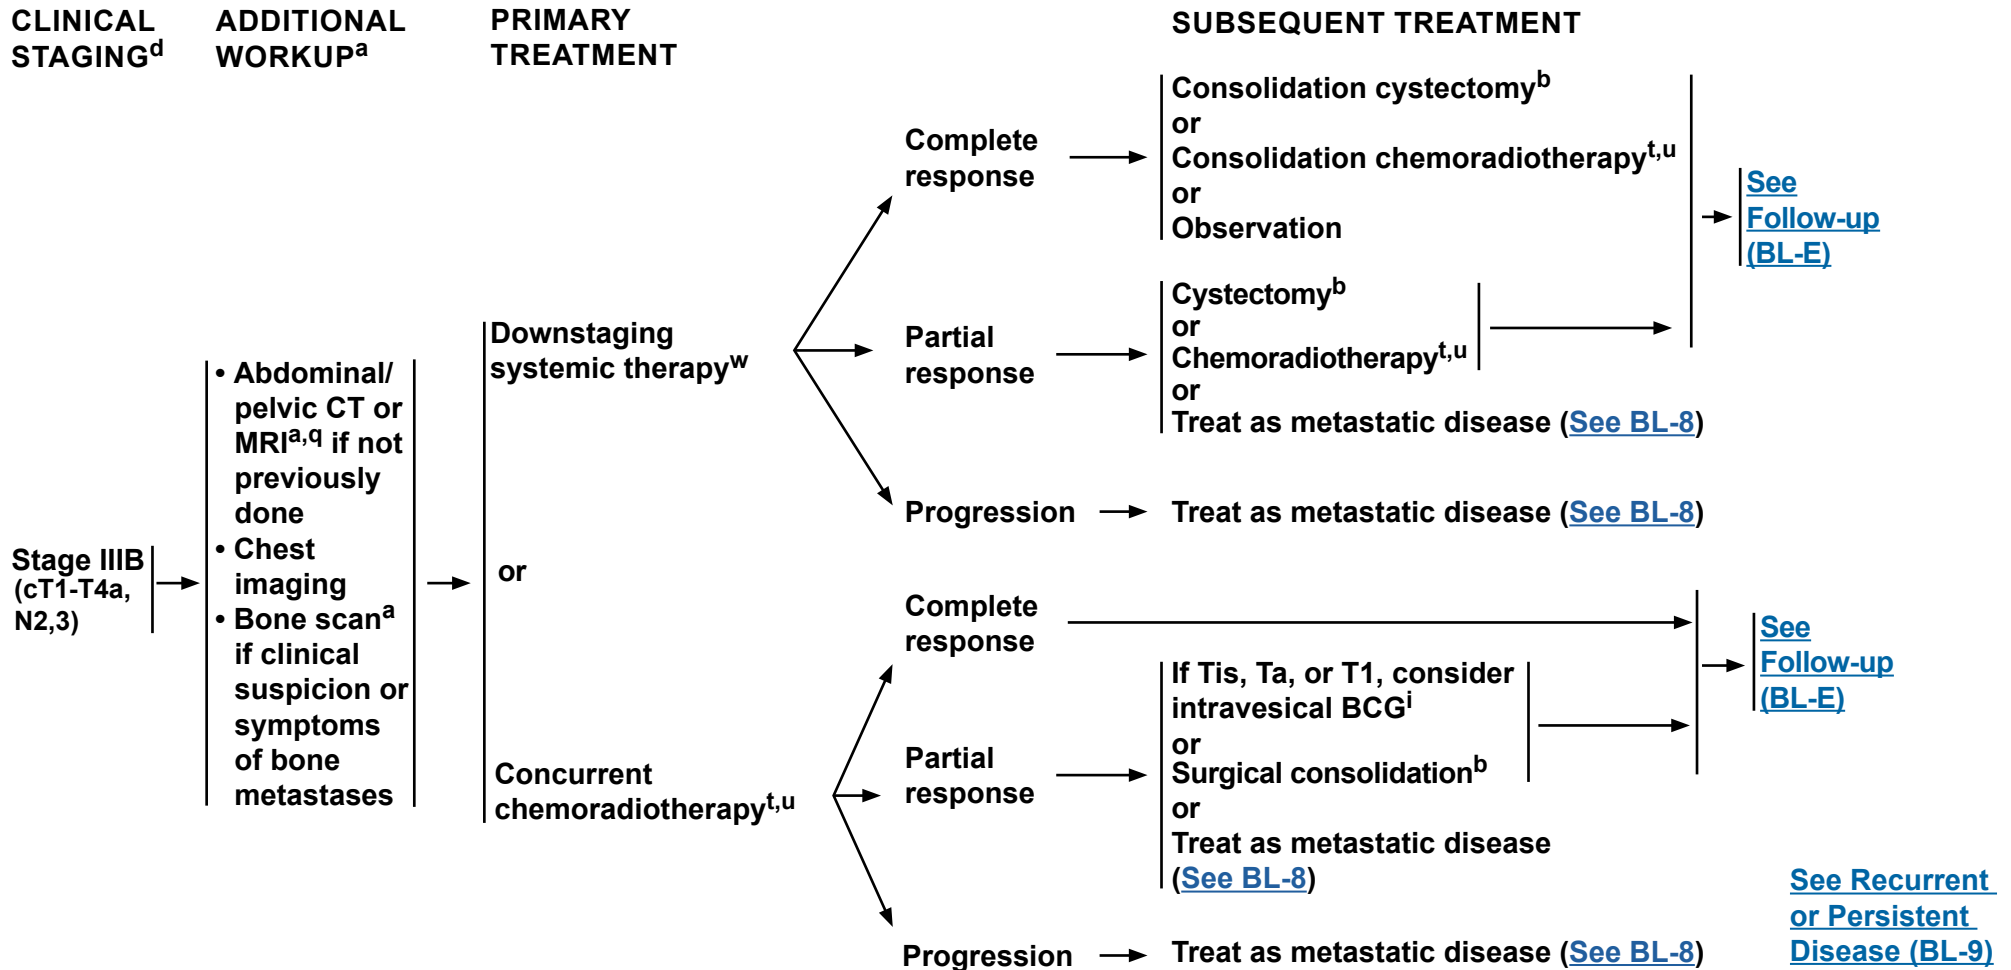 CLINICAL
STAGINGd
ADDITIONAL
WORKUPa
PRIMARY
TREATMENT
SUBSEQUENT TREATMENT
Stage IIIB
(cT1-T4a,
N2,3)
• Abdominal/
pelvic CT or
MRIa,q if not
previously
done
• Chest
imaging
• Bone scana
if clinical
suspicion or
symptoms
of bone
metastases
Downstaging
systemic therapyw
or
Concurrent
chemoradiotherapyt,u
Complete
response
Consolidation cystectomyb
or
Consolidation chemoradiotherapyt,u
or
Observation
Partial
response
Cystectomyb
or
Chemoradiotherapyt,u
or
Treat as metastatic disease (See BL-8)
Progression
Treat as metastatic disease (See BL-8)
See
Follow-up
(BL-E)
Complete
response
Partial
response
If Tis, Ta, or T1, consider
intravesical BCGi
or
Surgical consolidationb
or
Treat as metastatic disease
(See BL-8)
Progression
Treat as metastatic disease (See BL-8)
See
Follow-up
(BL-E)
See Recurrent
or Persistent
Disease (BL-9)